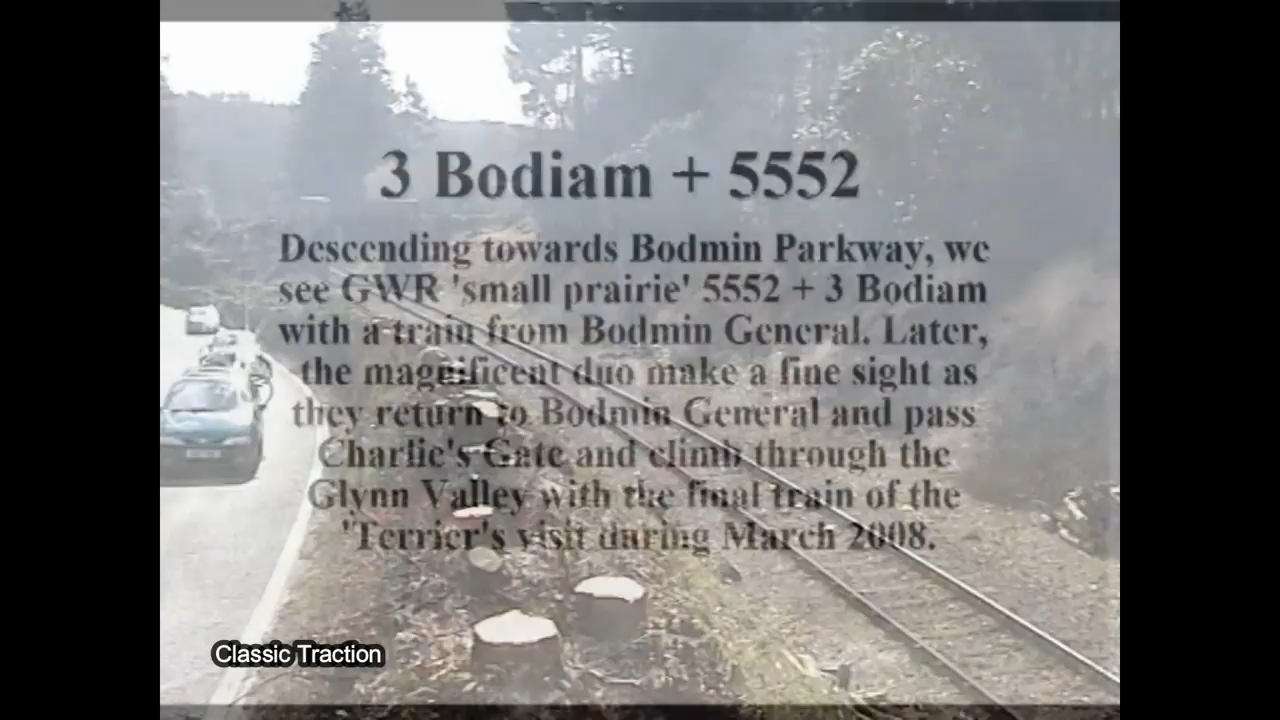 3 Bodiam + 5552
Descending towards Bodmin Parkway, we
see GWR 'small prairie' 5552 + 3 Bodiam
with a train from Bodmin General. Later,
the magnificent duo make a fine sight as
they return to Bodmin General and pass
Charlie's Gate and climb through the
Glynn Valley with the final train of the
"Terrier's visit during March 2008.
Classic Traction